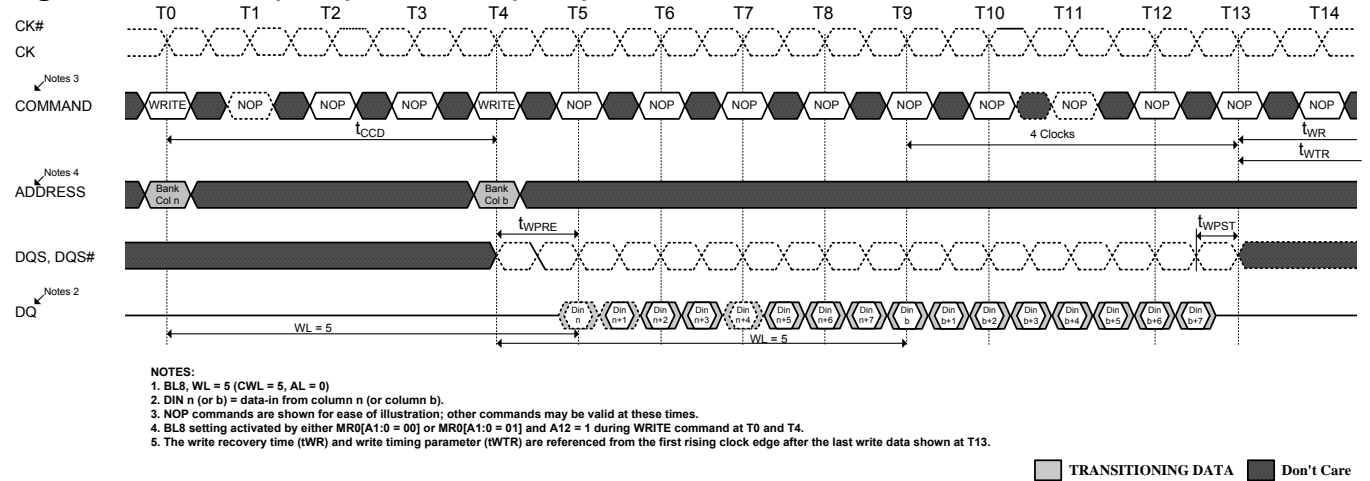 T0 T1 T2 T3 T4 T5 T6 T7 T8 T9 T10 T11 T12 T13 T14
CK#
CK
Notes 3
COMMAND
WRITE NOP NOP NOP WRITE NOP NOP NOP NOP NOP NOP NOP NOP NOP NOP
tCCD
4 Clocks
tWR
tWTR
Notes 4
ADDRESS
Bank Bank
Col n Col b
tWPRE
tWPST
DQS, DQS#
Notes 2
DQ
Din Din Din Din Din Din Din Din Din Din Din Din Din Din Din Din
n n+1 n+2 n+3 n+4 n+5 n+6 n+7 b b+1 b+2 b+3 b+4 b+5 b+6 b+7
WL = 5
WL = 5
NOTES:
1. BL8, WL = 5 (CWL = 5, AL = 0)
2. DIN n (or b) = data-in from column n (or column b).
3. NOP commands are shown for ease of illustration; other commands may be valid at these times.
4. BL8 setting activated by either MR0[A1:0 = 00] or MR0[A1:0 = 01] and A12 = 1 during WRITE command at T0 and T4.
5. The write recovery time (tWR) and write timing parameter (tWTR) are referenced from the first rising clock edge after the last write data shown at T13.
TRANSITIONING DATA Don't Care